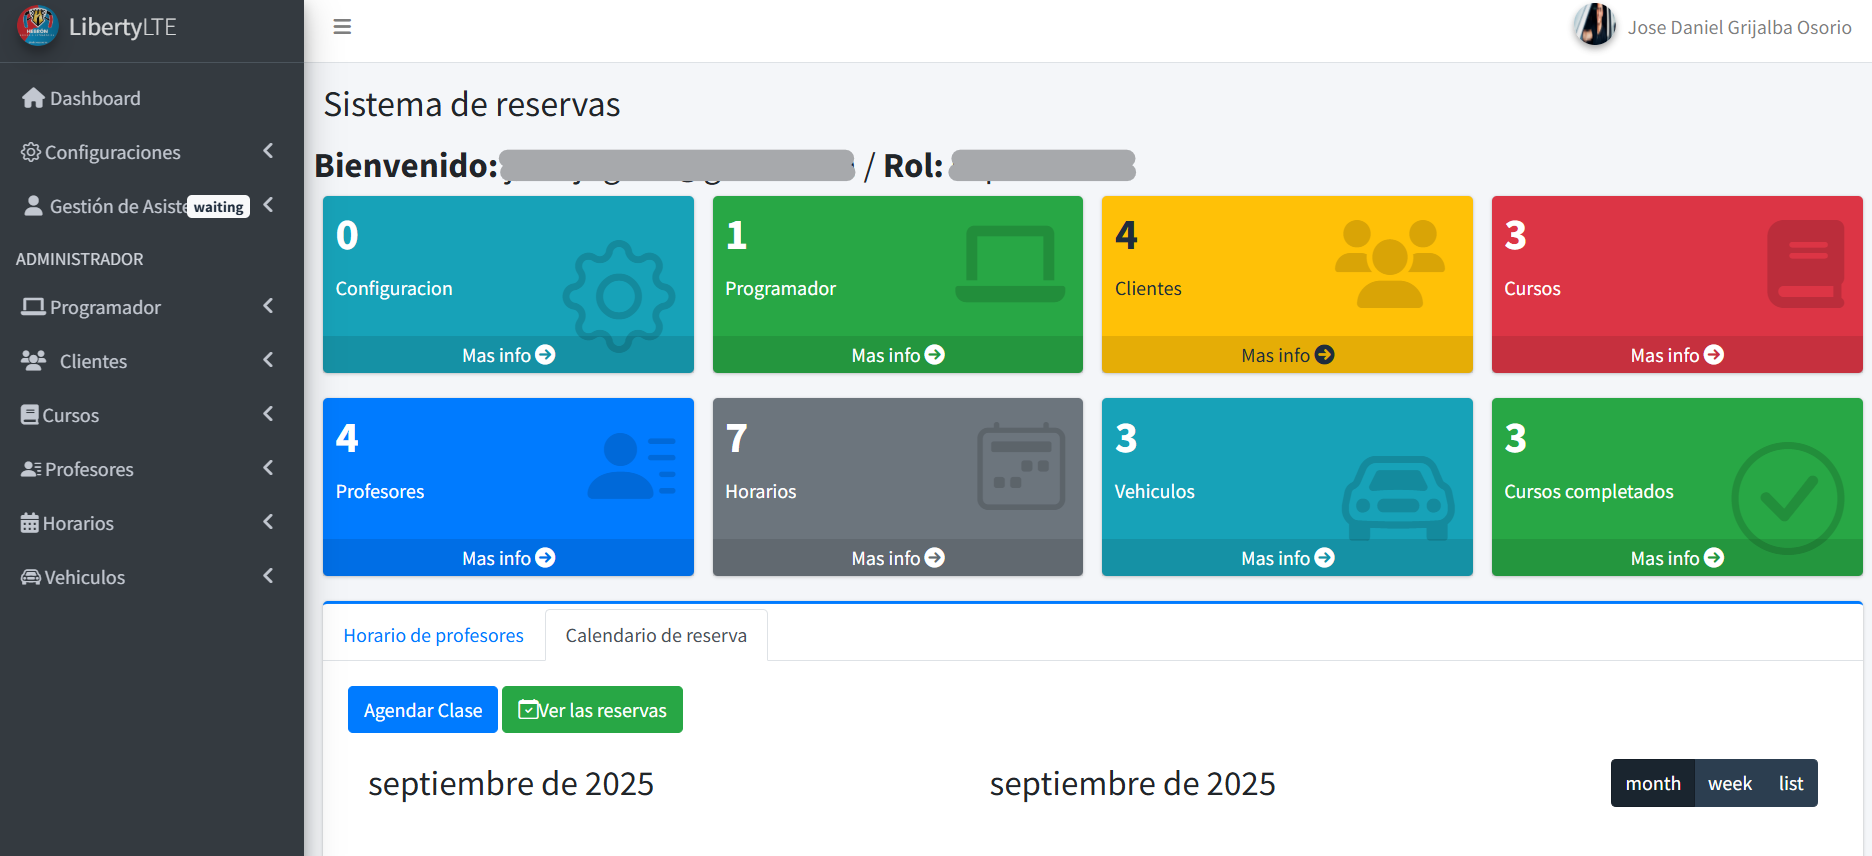 LibertyLTE
Jose Daniel Grijalba Osorio
Dashboard
Configuraciones
Gestión de Asiste waiting
ADMINISTRADOR
Programador
Clientes
Cursos
Profesores
Horarios
Vehiculos
Sistema de reservas
Bienvenido: / Rol:
0
Configuracion
Mas info
1
Programador
Mas info
4
Clientes
Mas info
3
Cursos
Mas info
4
Profesores
Mas info
7
Horarios
Mas info
3
Vehiculos
Mas info
3
Cursos completados
Mas info
Horario de profesores
Calendario de reserva
Agendar Clase
Ver las reservas
septiembre de 2025
septiembre de 2025
month week list